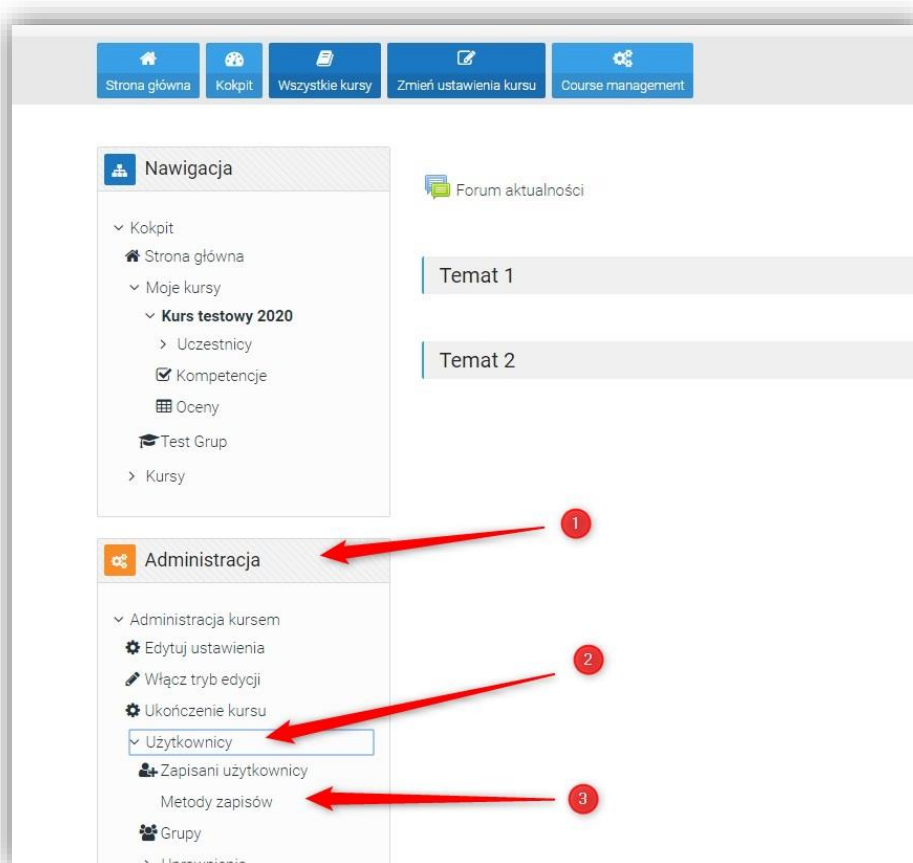 Strona główna
Kokpit
Wszystkie kursy
Zmień ustawienia kursu
Course management
Nawigacja
Kokpit
Strona główna
Moje kursy
Kurs testowy 2020
Uczestnicy
Kompetencje
Oceny
Test Grup
Kursy
Forum aktualności
Temat 1
Temat 2
1
Administracja
Administracja kursem
Edytuj ustawienia
Włącz tryb edycji
Ukończenie kursu
2
Użytkownicy
Zapisani użytkownicy
Metody zapisów
3
Grupy